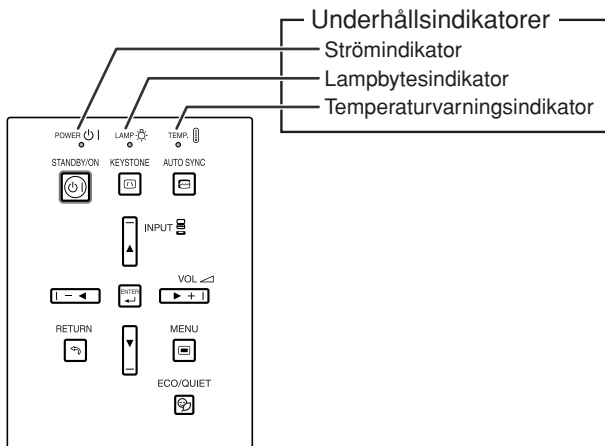 Underhållsindikatorer
Strömindikator
Lampbytesindikator
Temperaturvarningsindikator
POWER LAMP TEMP.
STANDBY/ON KEYSTONE AUTO SYNC
INPUT
VOL
– ENTER +
RETURN MENU
ECO/QUIET